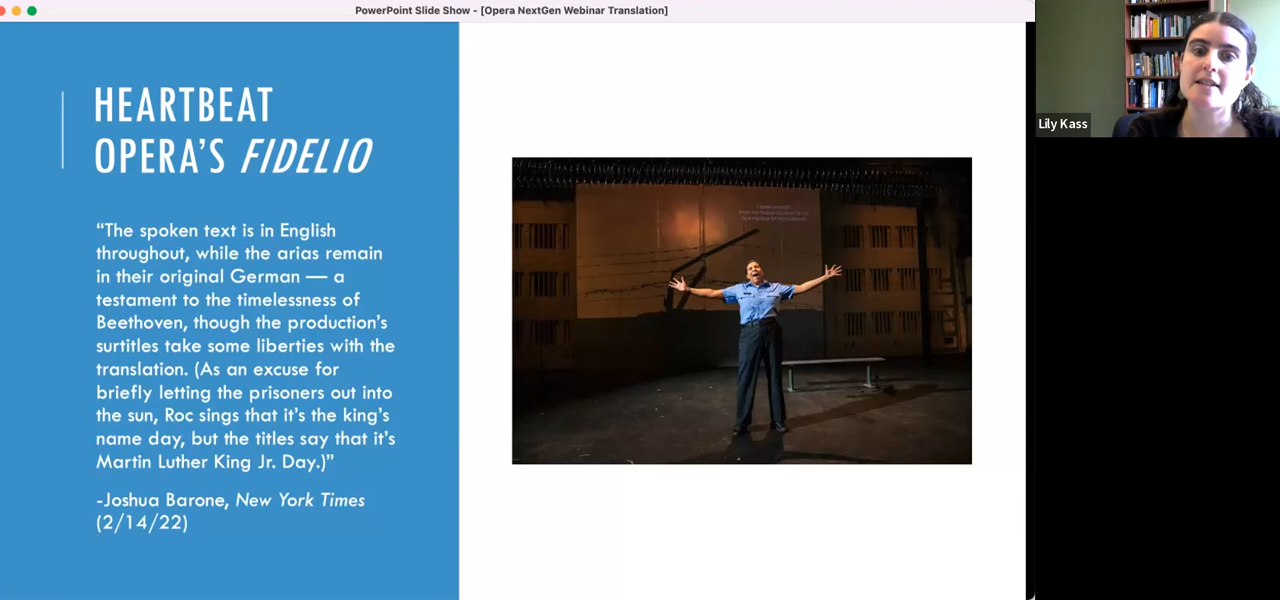 PowerPoint Slide Show - [Opera NextGen Webinar Translation]
HEARTBEAT
OPERA'S FIDELIO
“The spoken text is in English
throughout, while the arias remain
in their original German — a
testament to the timelessness of
Beethoven, though the production's
surtitles take some liberties with the
translation. (As an excuse for
briefly letting the prisoners out into
the sun, Roc sings that it's the king's
name day, but the titles say that it's
Martin Luther King Jr. Day.)”
-Joshua Barone, New York Times
(2/14/22)
Lily Kass